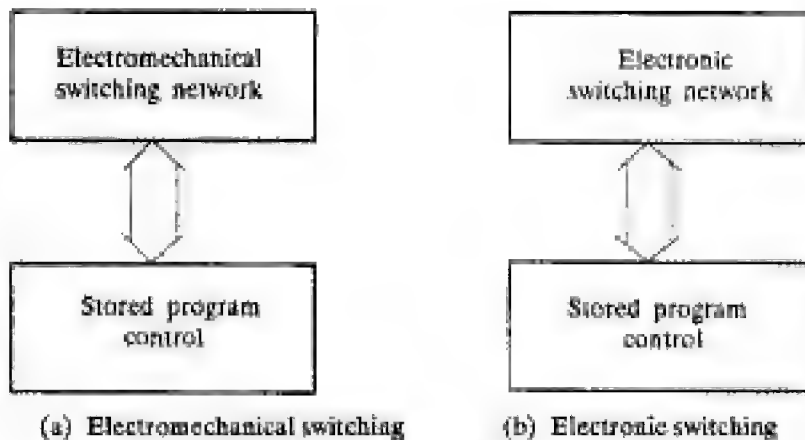 Electromechanical
switching network
Electronic
switching network
Stored program
control
Stored program
control
(a) Electromechanical switching
(b) Electronic switching